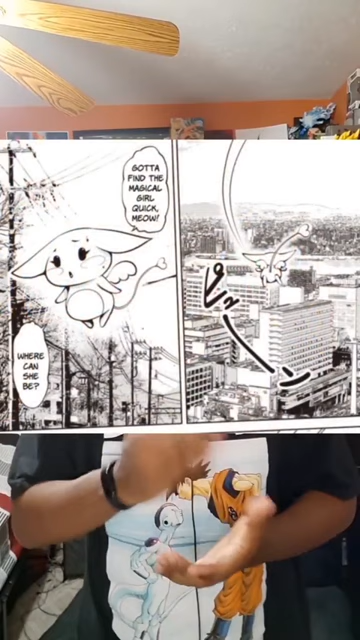 GOTTA
FIND THE
MAGICAL
GIRL
QUICK,
MEOW!
WHERE
CAN
SHE
BE?